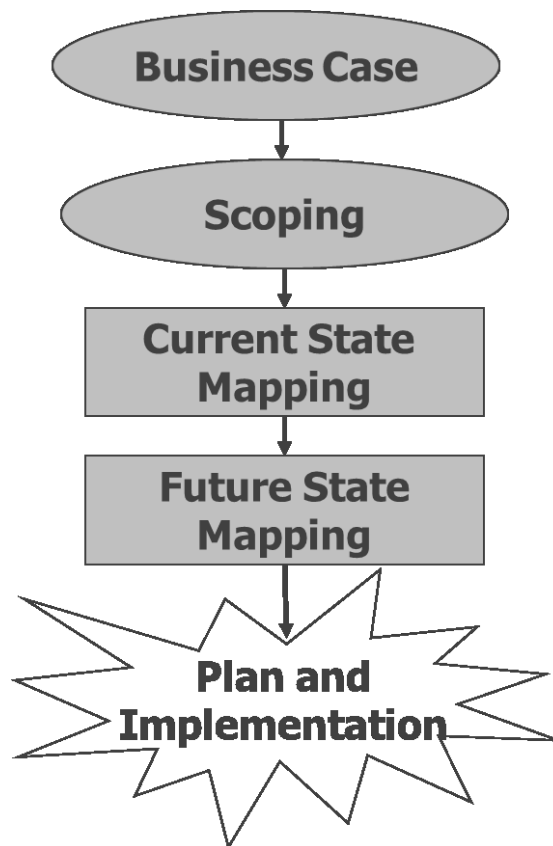 Business Case
Scoping
Current State
Mapping
Future State
Mapping
Plan and
Implementation